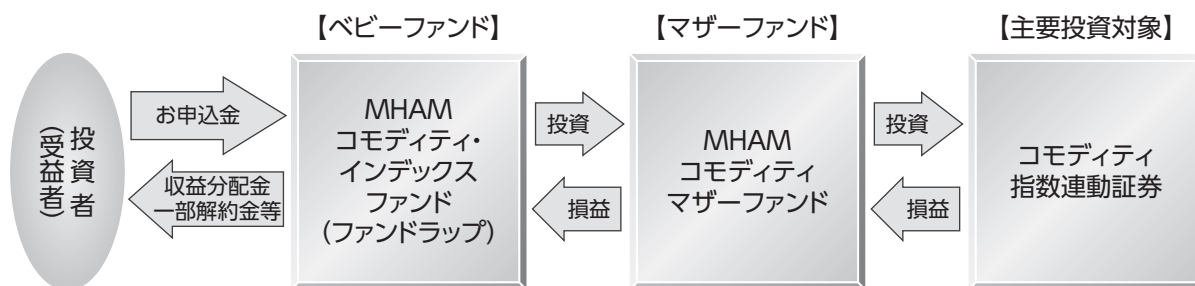 【ベビーファンド】
【マザーファンド】
【主要投資対象】
投資者
(受益者)
お申込金
収益分配金
一部解約金等
MHAM
コモディティ・
インデックス
ファンド
(ファンドラップ)
投資
損益
MHAM
コモディティ
マザーファンド
投資
損益
コモディティ
指数連動証券